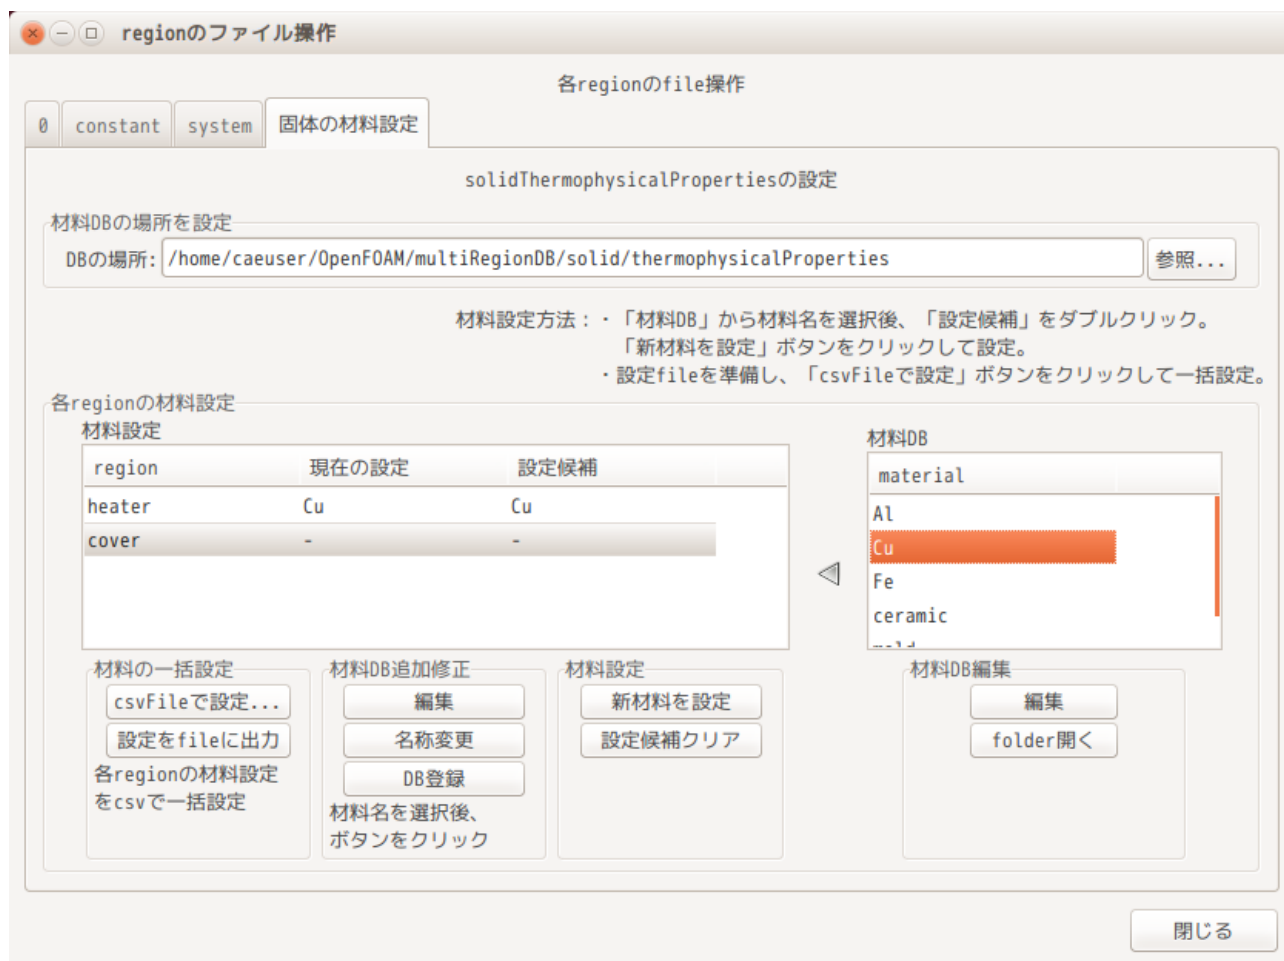 regionのファイル操作
各regionのfile操作
0 constant system 固体の材料設定
solidThermophysicalPropertiesの設定
材料DBの場所を設定
DBの場所: /home/caeuser/OpenFOAM/multiRegionDB/solid/thermophysicalProperties 参照...
材料設定方法：・「材料DB」から材料名を選択後、「設定候補」をダブルクリック。
「新材料を設定」ボタンをクリックして設定。
・設定fileを準備し、「csvFileで設定」ボタンをクリックして一括設定。
各regionの材料設定
材料設定
region 現在の設定 設定候補
heater Cu Cu
cover - -
材料DB
material
Al
Cu
Fe
ceramic
材料の一括設定
csvFileで設定...
設定をfileに出力
各regionの材料設定
をcsvで一括設定
材料DB追加修正
編集
名称変更
DB登録
材料名を選択後、
ボタンをクリック
材料設定
新材料を設定
設定候補クリア
材料DB編集
編集
folder開く
閉じる